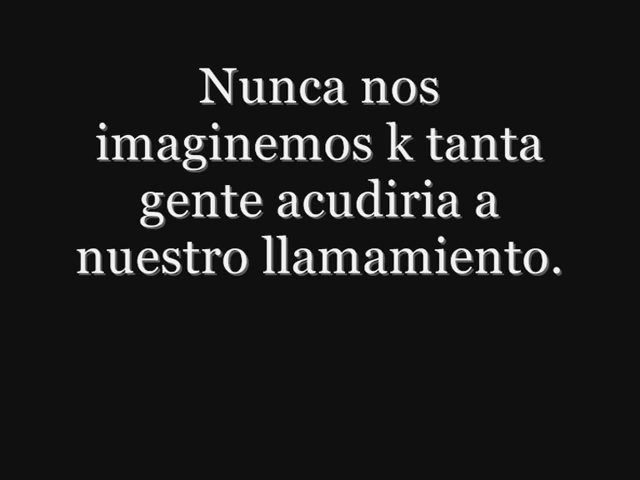 Nunca nos
imaginemos k tanta
gente acudiria a
nuestro llamamiento.